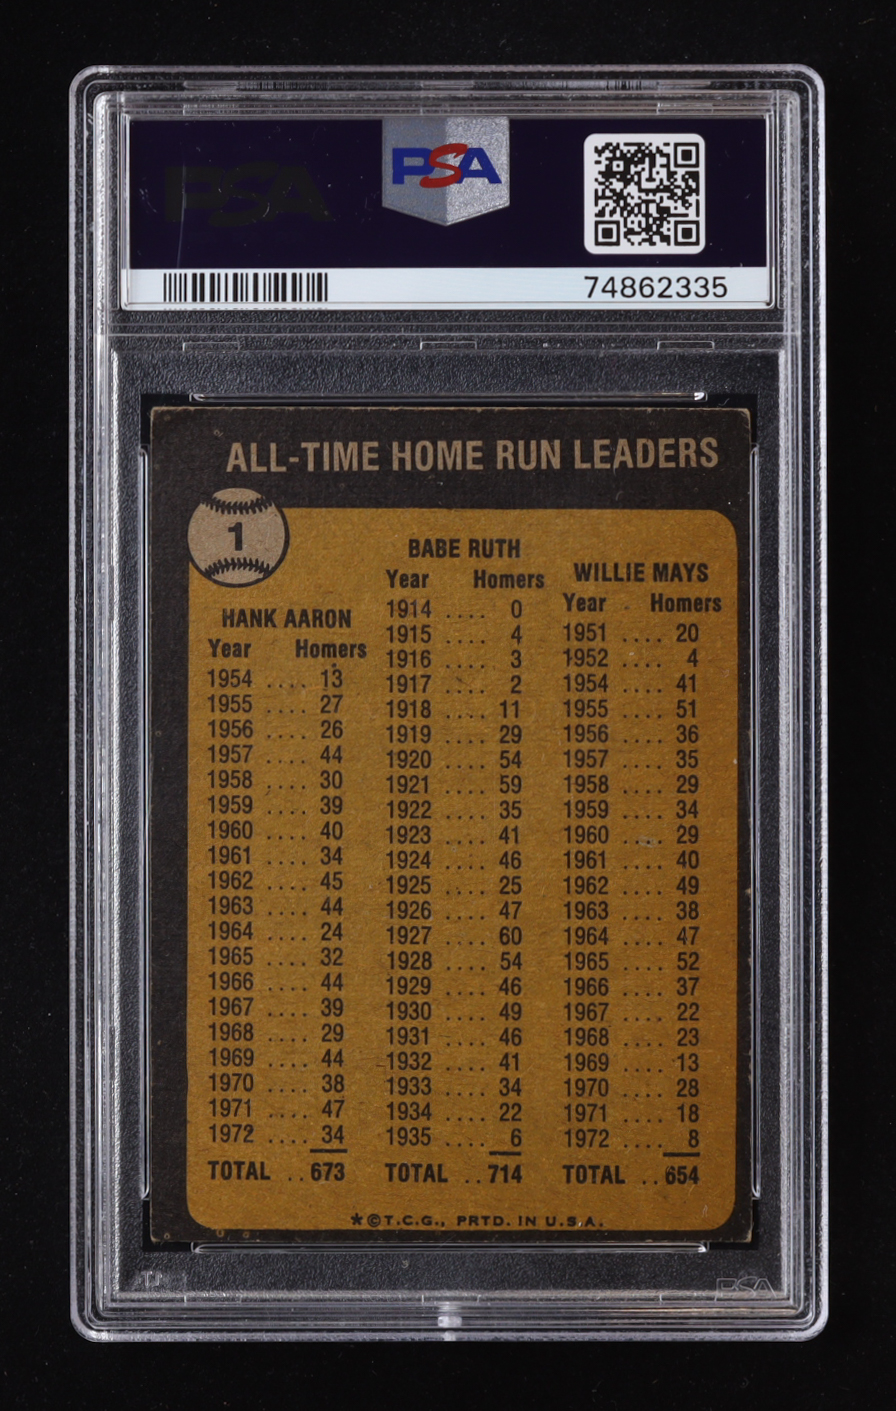 PSA
PSA
74862335
ALL-TIME HOME RUN LEADERS
1
HANK AARON
Year Homers
1954 .... 13
1955 .... 27
1956 .... 26
1957 .... 44
1958 .... 30
1959 .... 39
1960 .... 40
1961 .... 34
1962 .... 45
1963 .... 44
1964 .... 24
1965 .... 32
1966 .... 44
1967 .... 39
1968 .... 29
1969 .... 44
1970 .... 38
1971 .... 47
1972 .... 34
TOTAL ..673
BABE RUTH
Year Homers
1914 .... 0
1915 .... 4
1916 .... 3
1917 .... 2
1918 .... 11
1919 .... 29
1920 .... 54
1921 .... 59
1922 .... 35
1923 .... 41
1924 .... 46
1925 .... 25
1926 .... 47
1927 .... 60
1928 .... 54
1929 .... 46
1930 .... 49
1931 .... 46
1932 .... 41
1933 .... 34
1934 .... 22
1935 .... 6
TOTAL ..714
WILLIE MAYS
Year Homers
1951 .... 20
1952 .... 4
1954 .... 41
1955 .... 51
1956 .... 36
1957 .... 35
1958 .... 29
1959 .... 34
1960 .... 29
1961 .... 40
1962 .... 49
1963 .... 38
1964 .... 47
1965 .... 52
1966 .... 37
1967 .... 22
1968 .... 23
1969 .... 13
1970 .... 28
1971 .... 18
1972 .... 8
TOTAL ..654
*©T.C.G., PRTD. IN U.S.A.
PSA